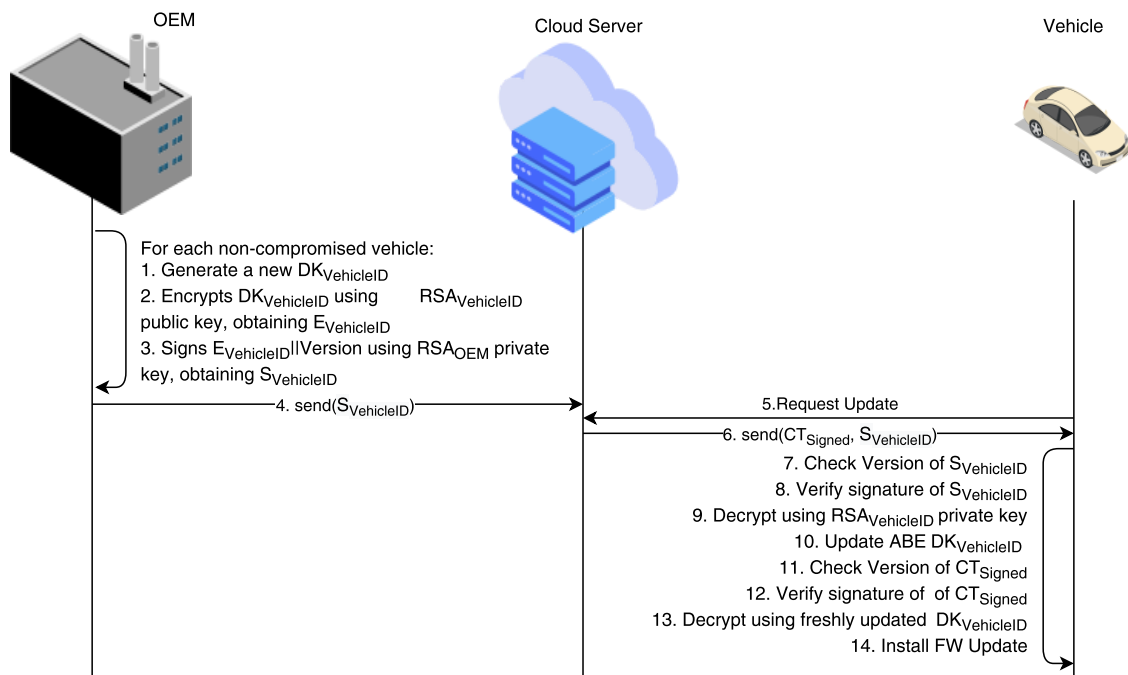 OEM
Cloud Server
Vehicle
For each non-compromised vehicle:
1. Generate a new DKVehicleID
2. Encrypts DKVehicleID using RSAVehicleID
public key, obtaining EVehicleID
3. Signs EVehicleID||Version using RSAOEM private
key, obtaining SVehicleID
4. send(SVehicleID)
5.Request Update
6. send(CTSigned, SVehicleID)
7. Check Version of SVehicleID
8. Verify signature of SVehicleID
9. Decrypt using RSAVehicleID private key
10. Update ABE DKVehicleID
11. Check Version of CTSigned
12. Verify signature of of CTSigned
13. Decrypt using freshly updated DKVehicleID
14. Install FW Update